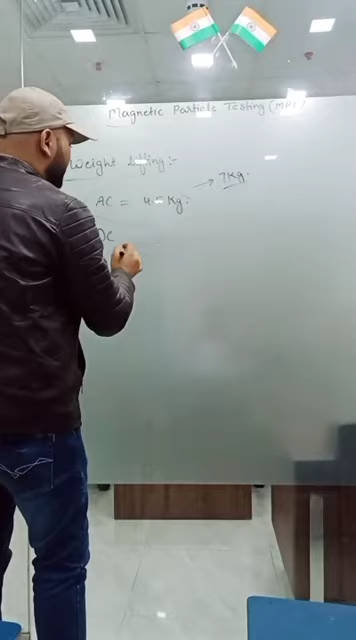 Magnetic Particle Testing (MPT)
Weight Lifting :-
AC = 4.5 Kg. → 7Kg.
DC